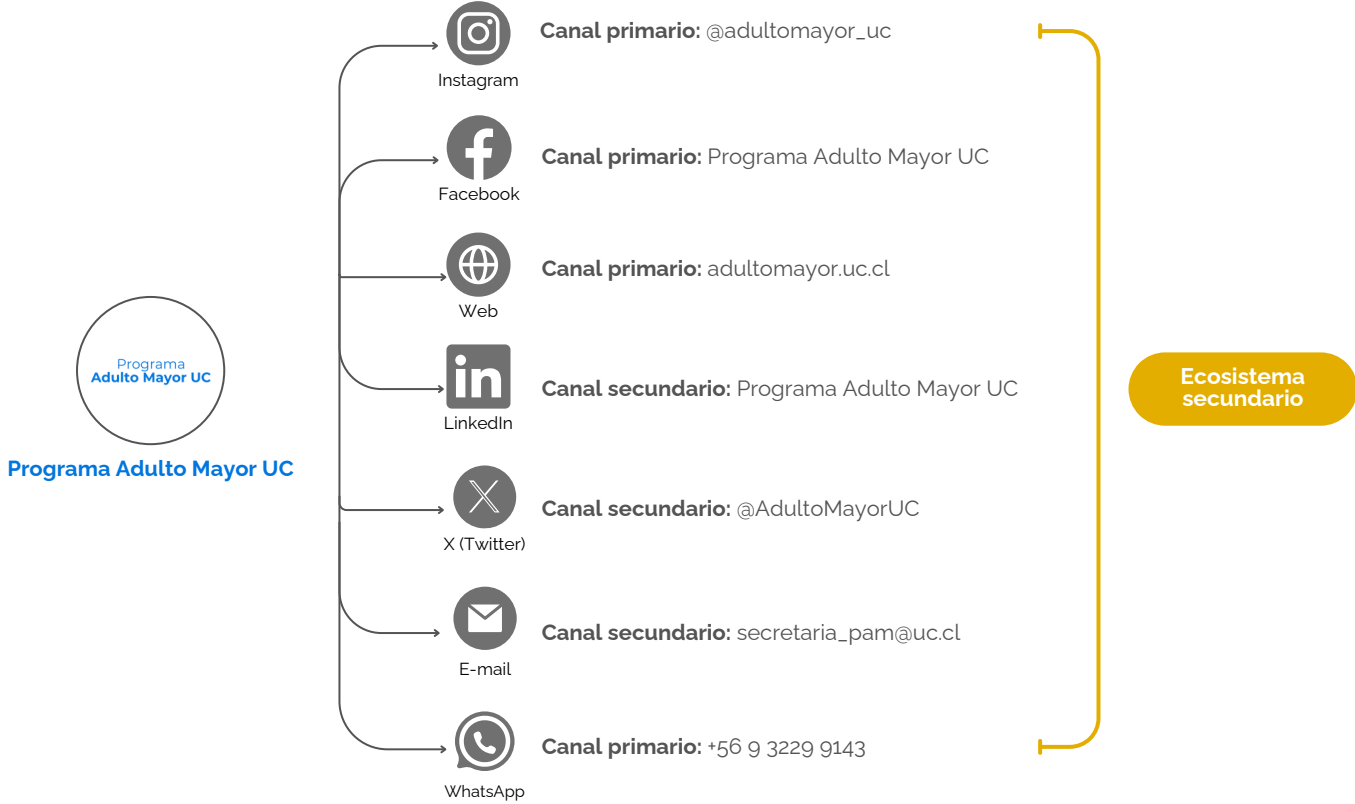 Canal primario: @adultomayor_uc
Instagram
Canal primario: Programa Adulto Mayor UC
Facebook
Canal primario: adultomayor.uc.cl
Web
Programa
Adulto Mayor UC
Programa Adulto Mayor UC
in
Canal secundario: Programa Adulto Mayor UC
LinkedIn
Ecosistema
secundario
Canal secundario: @AdultoMayorUC
X (Twitter)
Canal secundario: secretaria_pam@uc.cl
E-mail
Canal primario: +56 9 3229 9143
WhatsApp